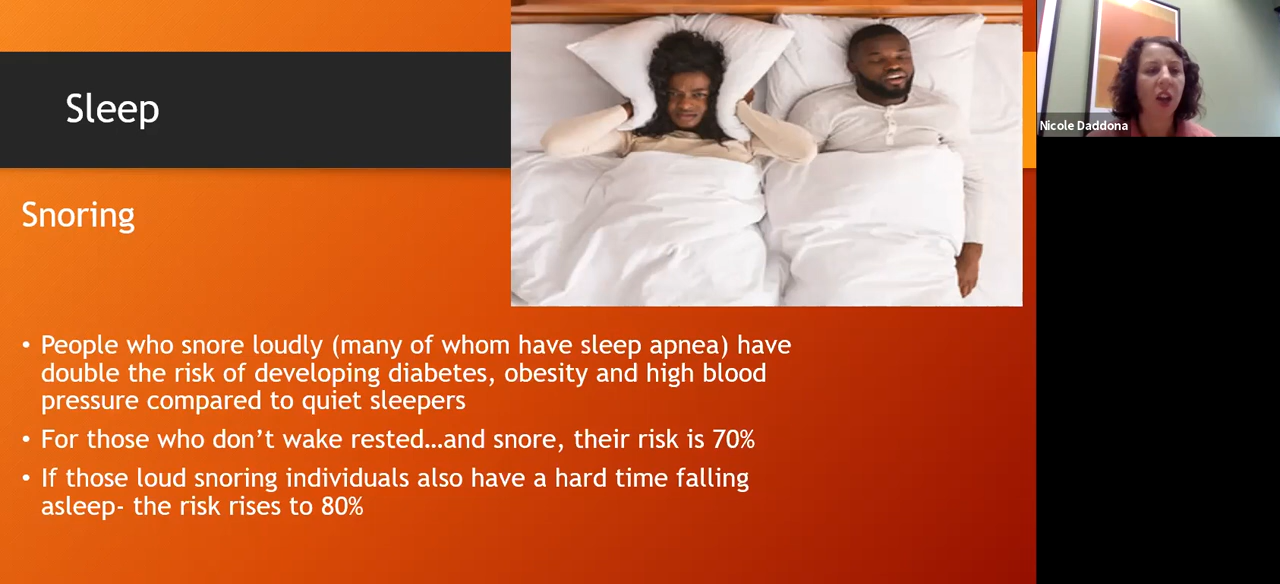 Sleep
Nicole Daddona
Snoring
• People who snore loudly (many of whom have sleep apnea) have
double the risk of developing diabetes, obesity and high blood
pressure compared to quiet sleepers
• For those who don’t wake rested…and snore, their risk is 70%
• If those loud snoring individuals also have a hard time falling
asleep- the risk rises to 80%